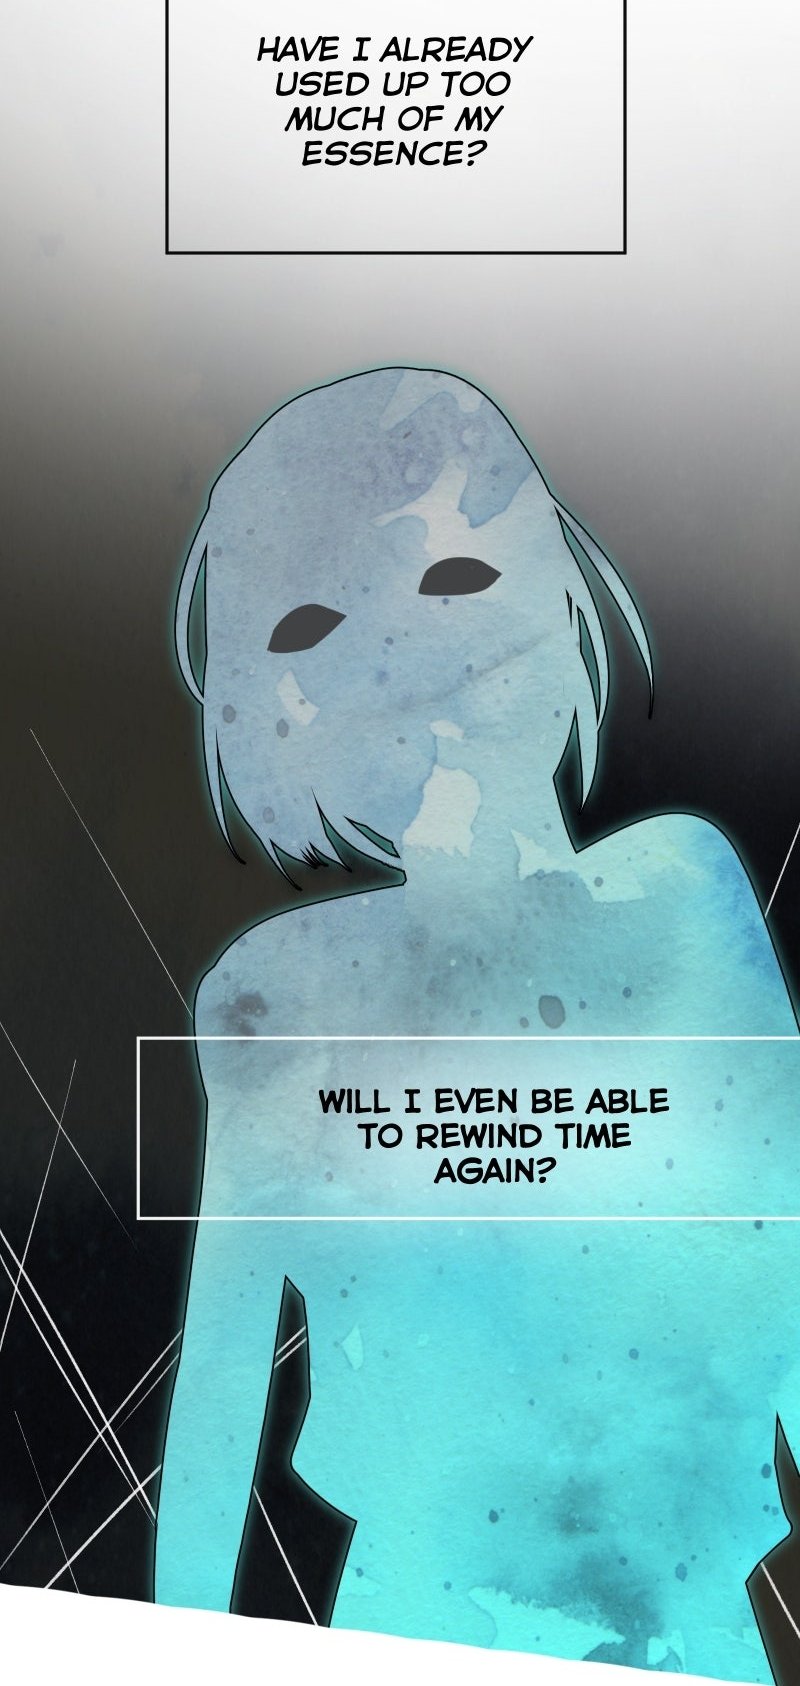 HAVE I ALREADY
USED UP TOO
MUCH OF MY
ESSENCE?
WILL I EVEN BE ABLE
TO REWIND TIME
AGAIN?